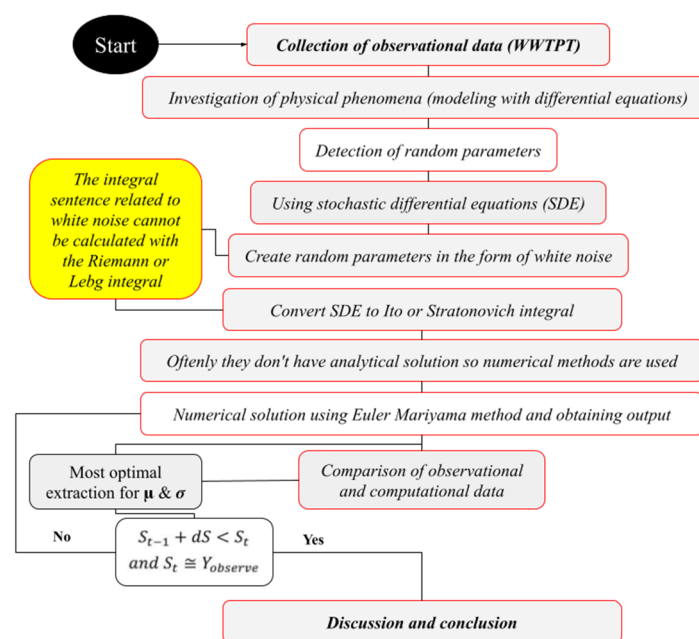 Start
Collection of observational data (WWTPT)
Investigation of physical phenomena (modeling with differential equations)
Detection of random parameters
The integral
sentence related to
white noise cannot
be calculated with
the Riemann or
Lebg integral
Using stochastic differential equations (SDE)
Create random parameters in the form of white noise
Convert SDE to Ito or Stratonovich integral
Oftenly they don't have analytical solution so numerical methods are used
Numerical solution using Euler Mariyama method and obtaining output
Most optimal
extraction for μ & σ
Comparison of observational
and computational data
No
S_{t−1} + dS < S_t
and S_t ≅ Y_{observe}
Yes
Discussion and conclusion